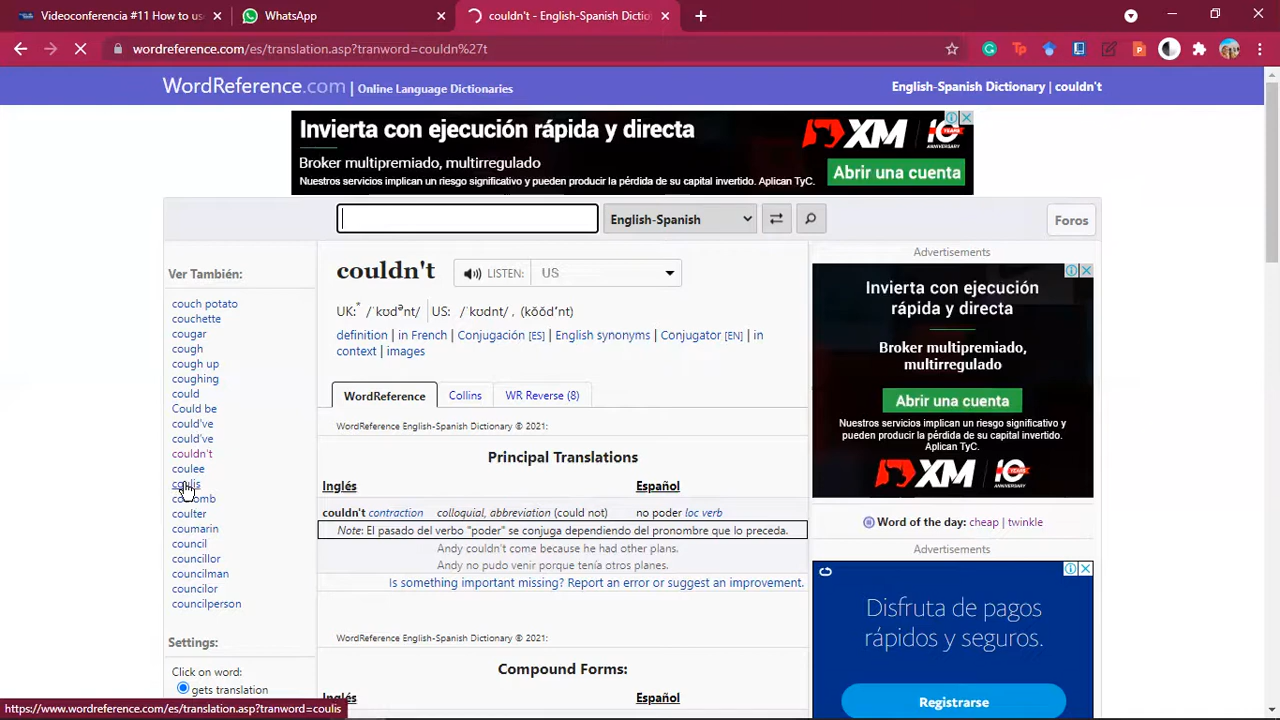 Videoconferencia #11 How to us
WhatsApp
couldn't - English-Spanish Dictio
wordreference.com/es/translation.asp?tranword=couldn%27t
WordReference.com | Online Language Dictionaries
English-Spanish Dictionary | couldn't
Invierta con ejecución rápida y directa
Broker multipremiado, multirregulado
Nuestros servicios implican un riesgo significativo y pueden producir la pérdida de su capital invertido. Aplican TyC.
XM
10 YEARS
ANNIVERSARY
Abrir una cuenta
English-Spanish
Foros
Ver También:
couch potato
couchette
cougar
cough
cough up
coughing
could
Could be
could've
could've
couldn't
coulee
coulis
coulomb
coulter
coumarin
council
councillor
councilman
councilor
councilperson
Settings:
Click on word:
gets translation
couldn't
LISTEN:
US
UK:* /ˈkʊdᵊnt/ US: /ˈkʊdnt/ , (kŏŏdʹnt)
definition | in French | Conjugación [ES] | English synonyms | Conjugator [EN] | in
context | images
WordReference
Collins
WR Reverse (8)
WordReference English-Spanish Dictionary © 2021:
Principal Translations
Inglés
Español
couldn't contraction
colloquial, abbreviation (could not)
no poder loc verb
Note: El pasado del verbo "poder" se conjuga dependiendo del pronombre que lo preceda.
Andy couldn't come because he had other plans.
Andy no pudo venir porque tenía otros planes.
Is something important missing? Report an error or suggest an improvement.
WordReference English-Spanish Dictionary © 2021:
Compound Forms:
Inglés
Español
Advertisements
Invierta con ejecución
rápida y directa
Broker multipremiado,
multirregulado
Abrir una cuenta
Nuestros servicios implican un riesgo significativo y
pueden producir la pérdida de su capital invertido.
Aplican TyC.
XM
10 YEARS
Word of the day: cheap | twinkle
Advertisements
Disfruta de pagos
rápidos y seguros.
Registrarse
https://www.wordreference.com/es/translation.asp?tranword=coulis